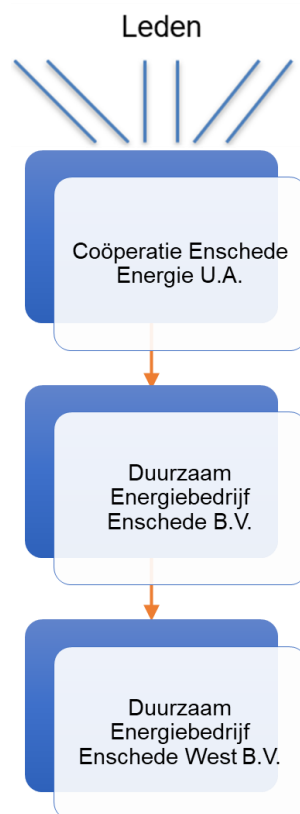 Leden
Coöperatie Enschede
Energie U.A.
Duurzaam
Energiebedrijf
Enschede B.V.
Duurzaam
Energiebedrijf
Enschede West B.V.